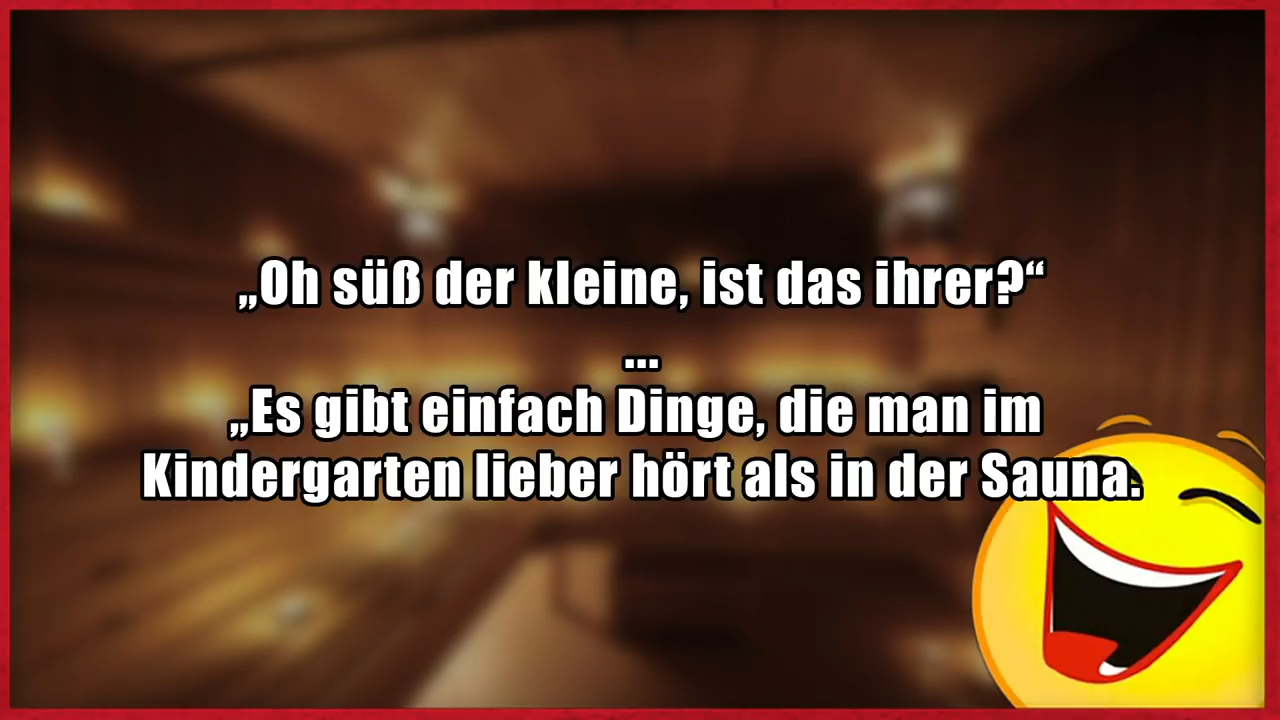 „Oh süß der kleine, ist das ihrer?“
...
„Es gibt einfach Dinge, die man im
Kindergarten lieber hört als in der Sauna.